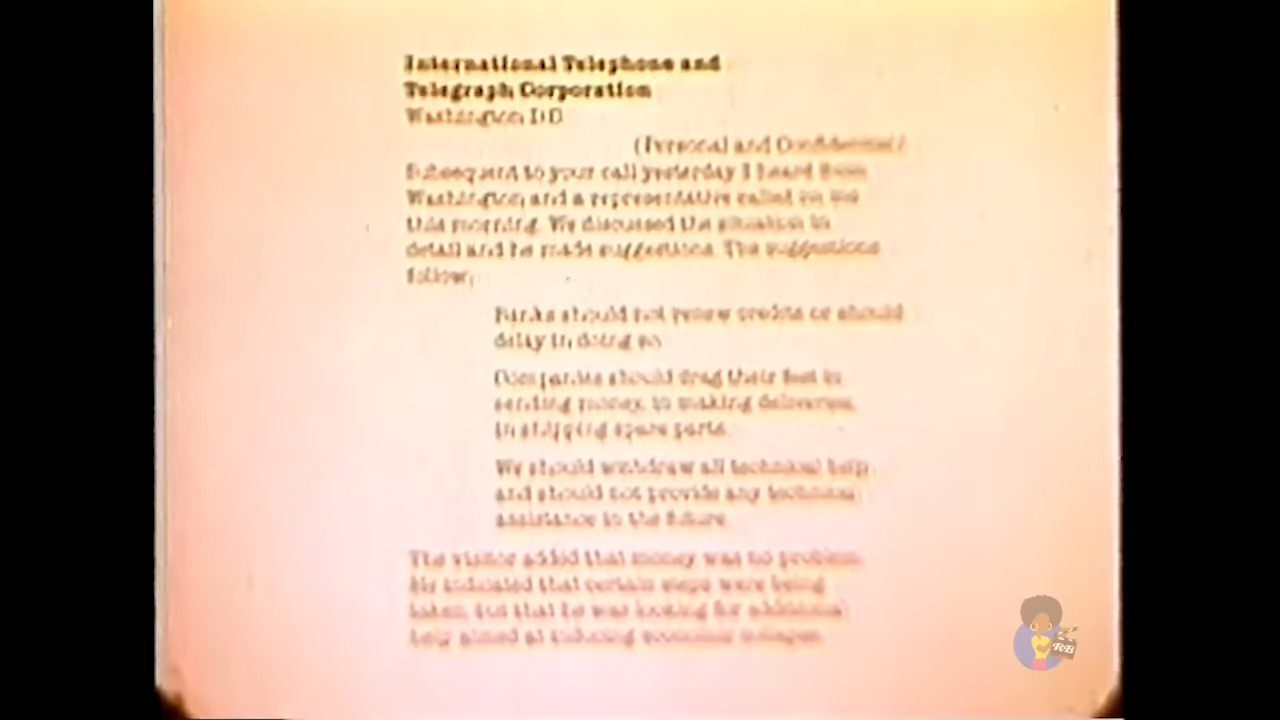 International Telephone and
Telegraph Corporation
Washington DC
(Personal and Confidential)
Subsequent to your call yesterday I heard from
Washington and a representative called on me
this morning. We discussed the situation in
detail and he made suggestions. The suggestions
follow:
Banks should not renew credits or should
delay in doing so.
Companies should drag their feet in
sending money, in making deliveries,
in shipping spare parts.
We should withdraw all technical help
and should not provide any technical
assistance in the future.
The visitor added that money was no problem.
He indicated that certain steps were being
taken, but that he was looking for additional
help aimed at inducing economic collapse.
RB